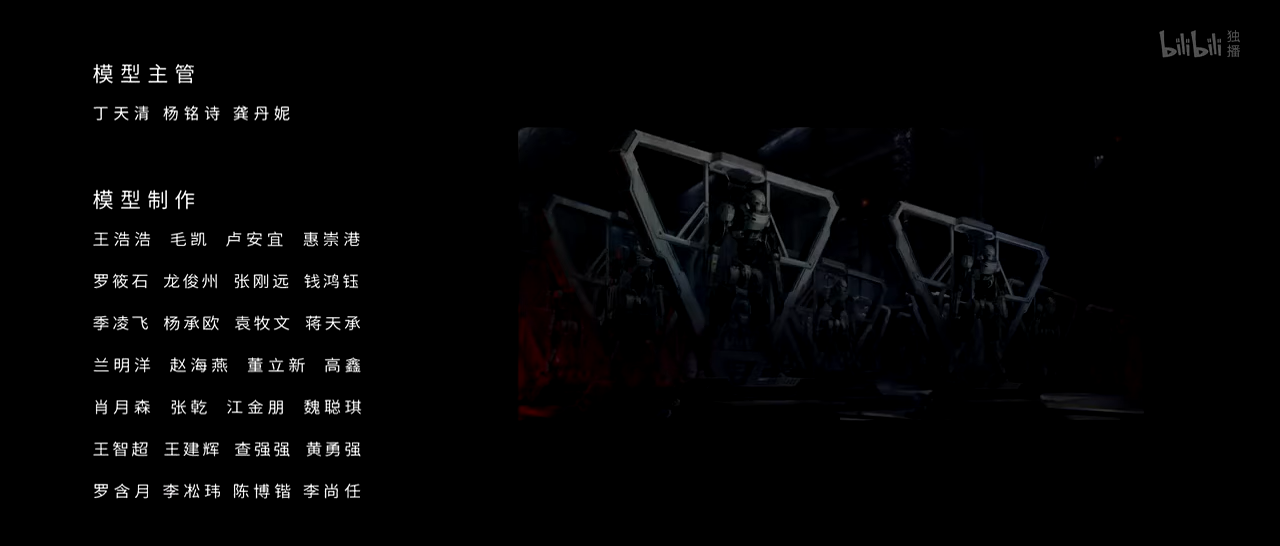 bilibili 独播
模型主管
丁天清 杨铭诗 龚丹妮
模型制作
王浩浩 毛凯 卢安宜 惠崇港
罗筱石 龙俊州 张刚远 钱鸿钰
季凌飞 杨承欧 袁牧文 蒋天承
兰明洋 赵海燕 董立新 高鑫
肖月森 张乾 江金朋 魏聪琪
王智超 王建辉 查强强 黄勇强
罗含月 李凇玮 陈博锴 李尚任